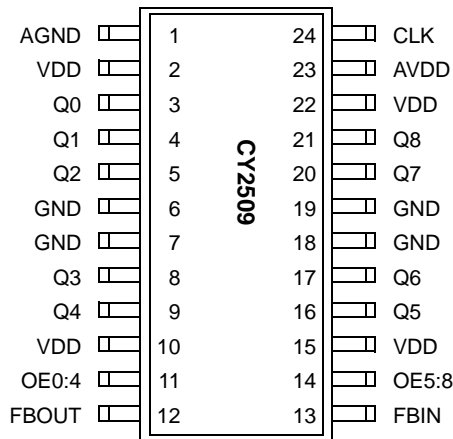 AGND 1 24 CLK
VDD 2 23 AVDD
Q0 3 22 VDD
Q1 4 21 Q8
Q2 5 20 Q7
GND 6 19 GND
GND 7 18 GND
Q3 8 17 Q6
Q4 9 16 Q5
VDD 10 15 VDD
OE0:4 11 14 OE5:8
FBOUT 12 13 FBIN
CY2509